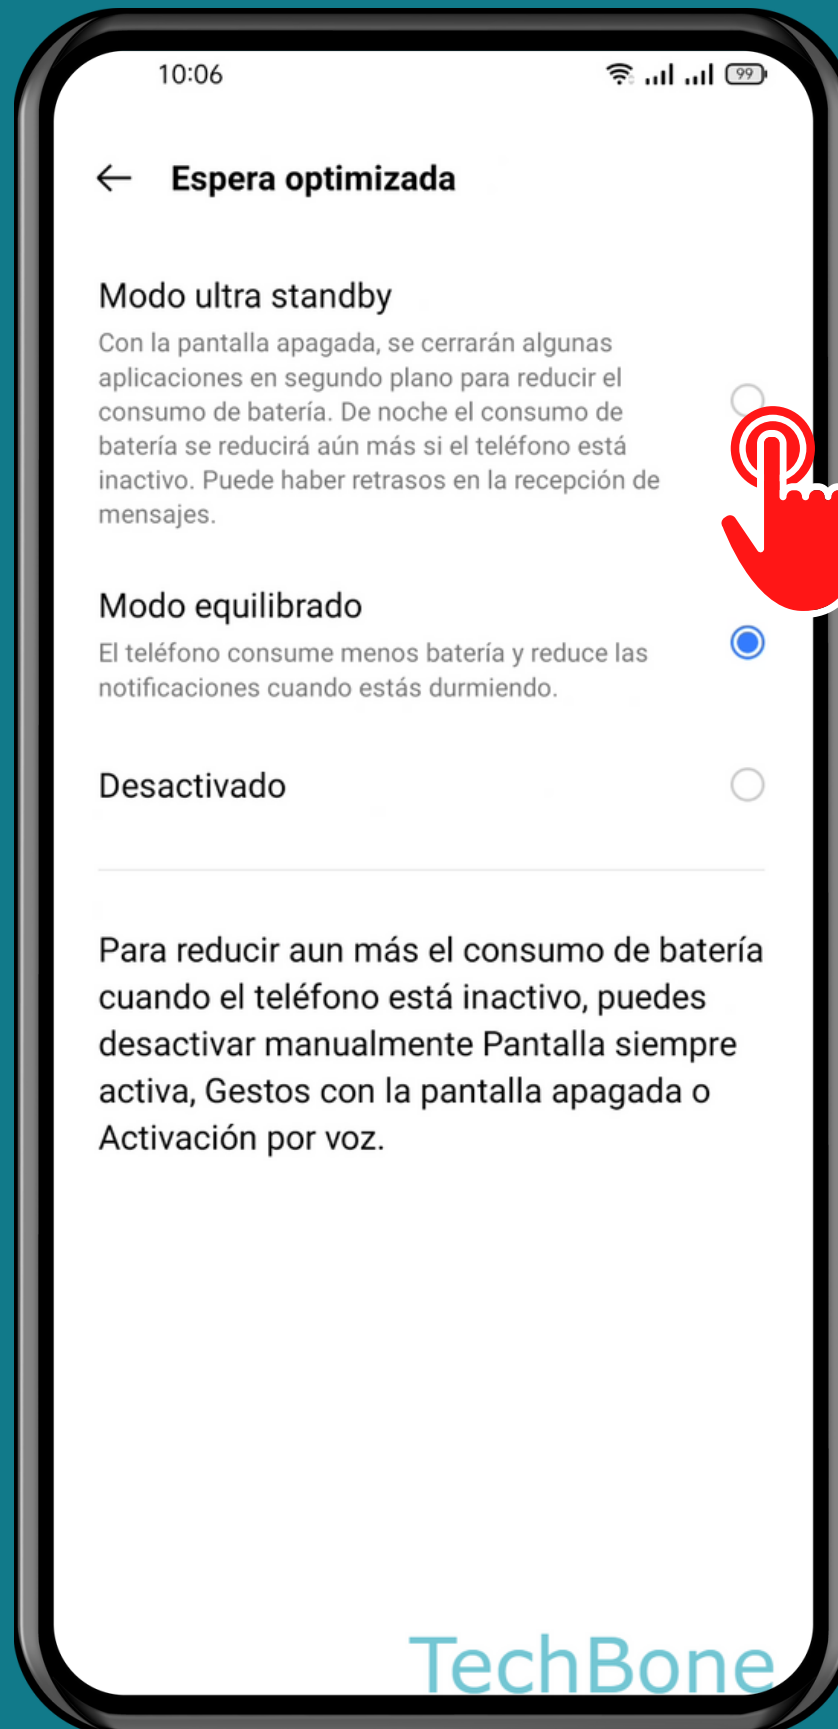 10:06
99
Espera optimizada
Modo ultra standby
Con la pantalla apagada, se cerrarán algunas
aplicaciones en segundo plano para reducir el
consumo de batería. De noche el consumo de
batería se reducirá aún más si el teléfono está
inactivo. Puede haber retrasos en la recepción de
mensajes.
Modo equilibrado
El teléfono consume menos batería y reduce las
notificaciones cuando estás durmiendo.
Desactivado
Para reducir aun más el consumo de batería
cuando el teléfono está inactivo, puedes
desactivar manualmente Pantalla siempre
activa, Gestos con la pantalla apagada o
Activación por voz.
TechBone